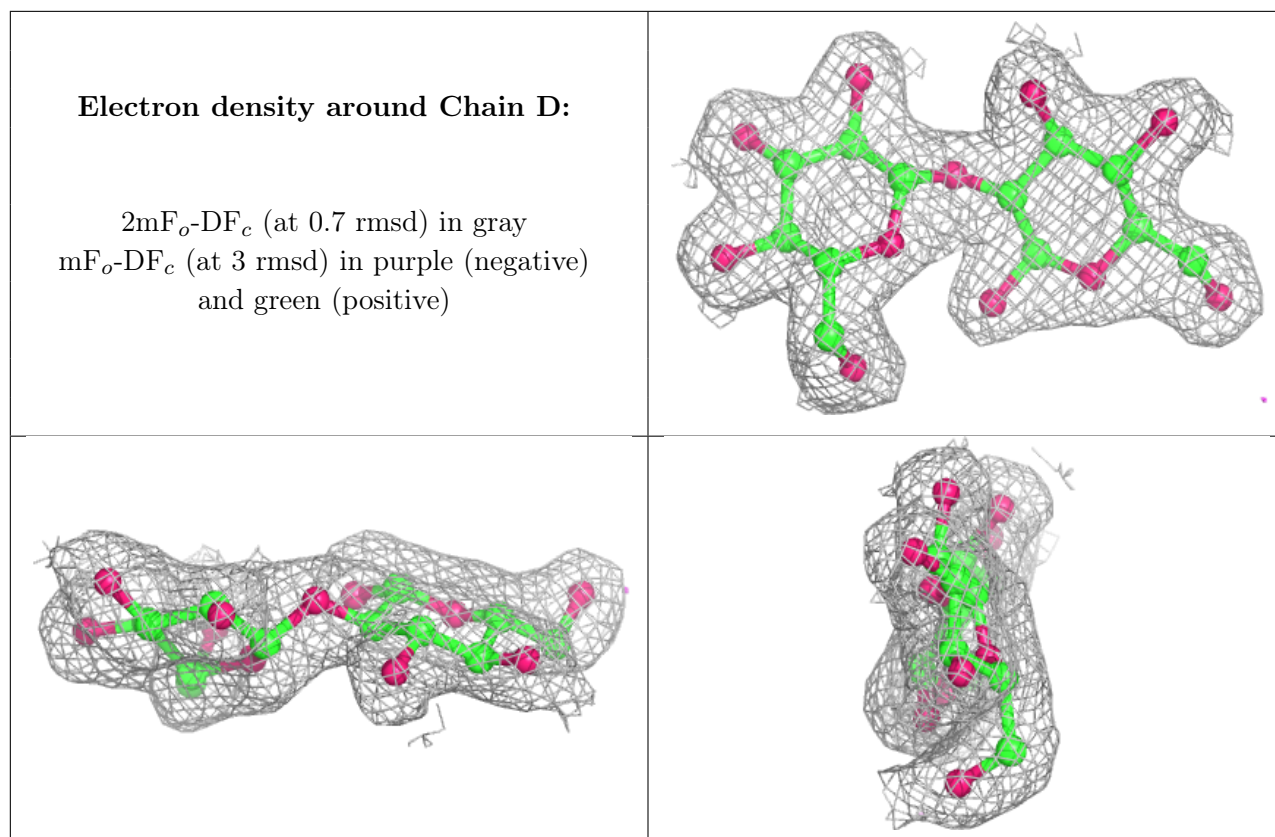 Electron density around Chain D:
2mFo-DFc (at 0.7 rmsd) in gray
mFo-DFc (at 3 rmsd) in purple (negative)
and green (positive)